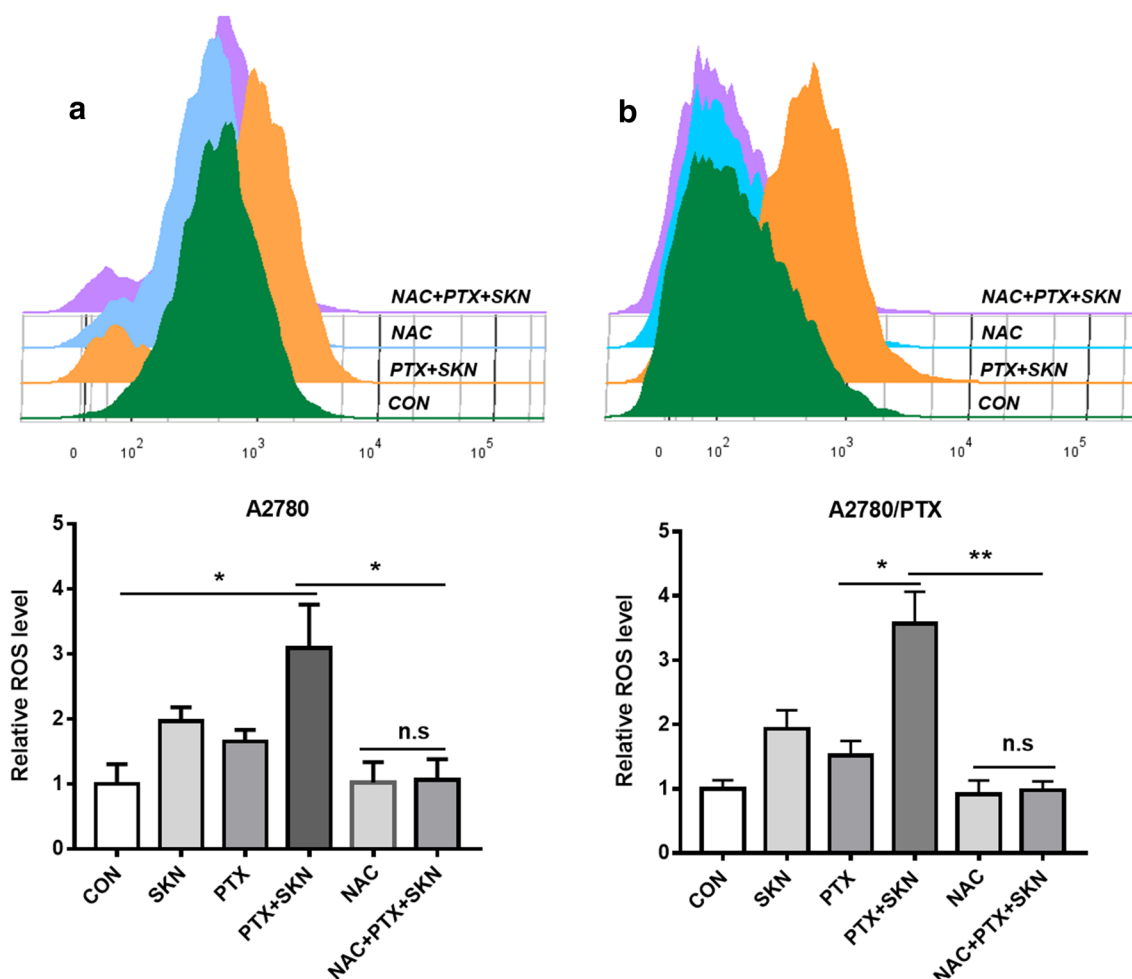 a
NAC+PTX+SKN
NAC
PTX+SKN
CON
0 10² 10³ 10⁴ 10⁵
A2780
Relative ROS level
5
4
3
2
1
0
*
*
n.s
CON
SKN
PTX
PTX+SKN
NAC
NAC+PTX+SKN
b
NAC+PTX+SKN
NAC
PTX+SKN
CON
0 10² 10³ 10⁴ 10⁵
A2780/PTX
Relative ROS level
5
4
3
2
1
0
*
**
n.s
CON
SKN
PTX
PTX+SKN
NAC
NAC+PTX+SKN